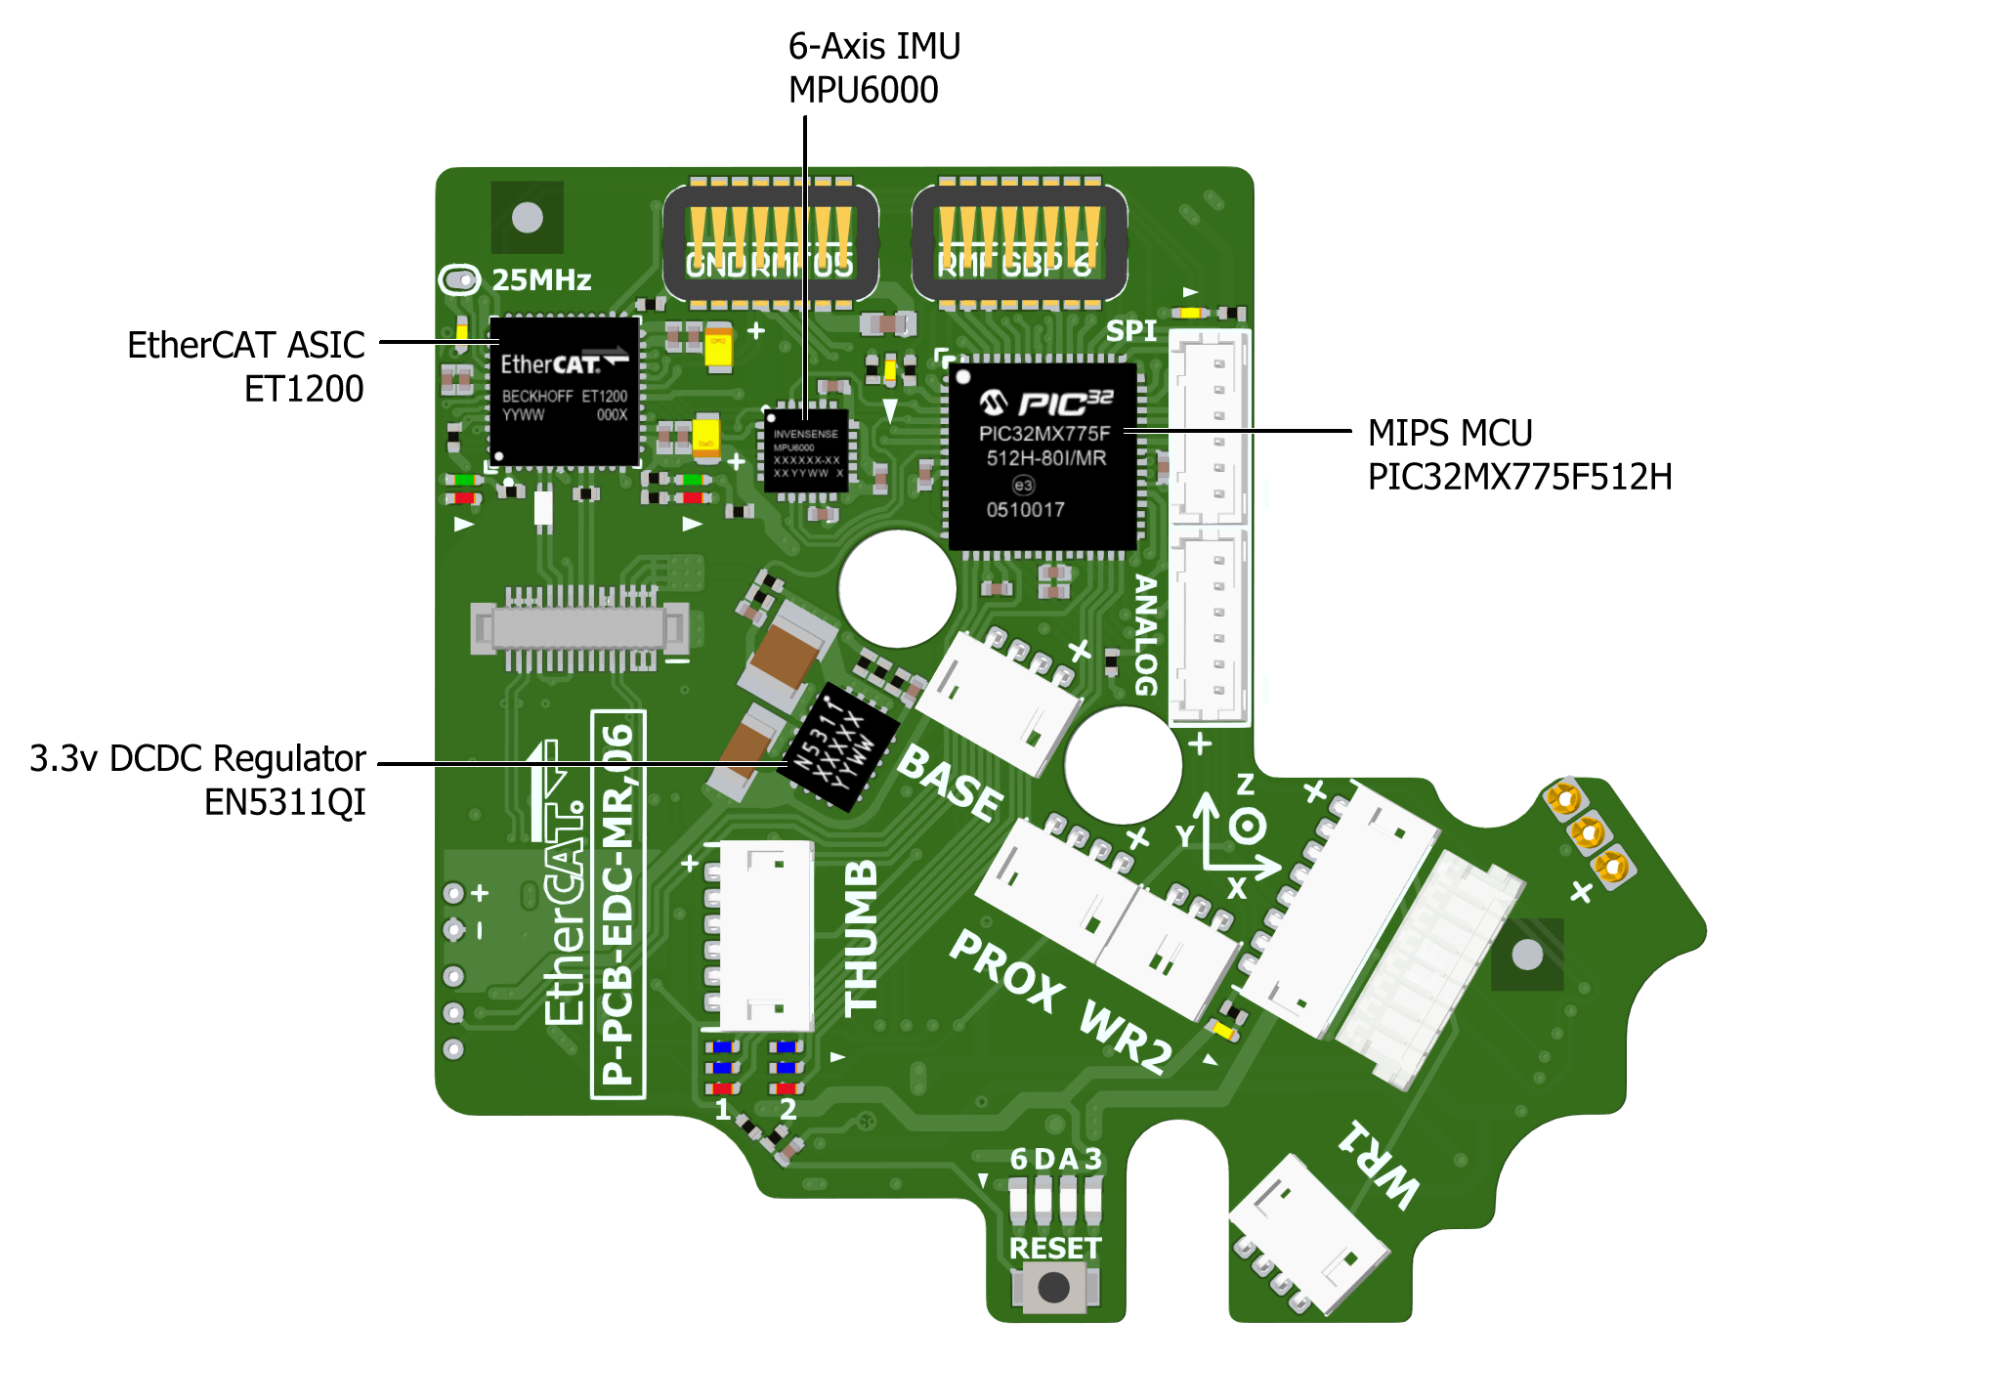 6-Axis IMU
MPU6000
GND RMF 05
RMF GBP 6
25MHz
SPI
EtherCAT ASIC
ET1200
EtherCAT®
BECKHOFF ET1200
YYWW 000X
INVENSENSE
MPU6000
XXXXXX-XX
XXYYWW X
PIC32
PIC32MX775F
512H-80I/MR
e3
0510017
MIPS MCU
PIC32MX775F512H
ANALOG
3.3v DCDC Regulator
EN5311QI
N5311
XXXXX
YYWW
BASE
EtherCAT®
P-PCB-EDC-MR,06
THUMB
Z
Y
X
PROX WR2
1 2
WR1
6DA3
RESET